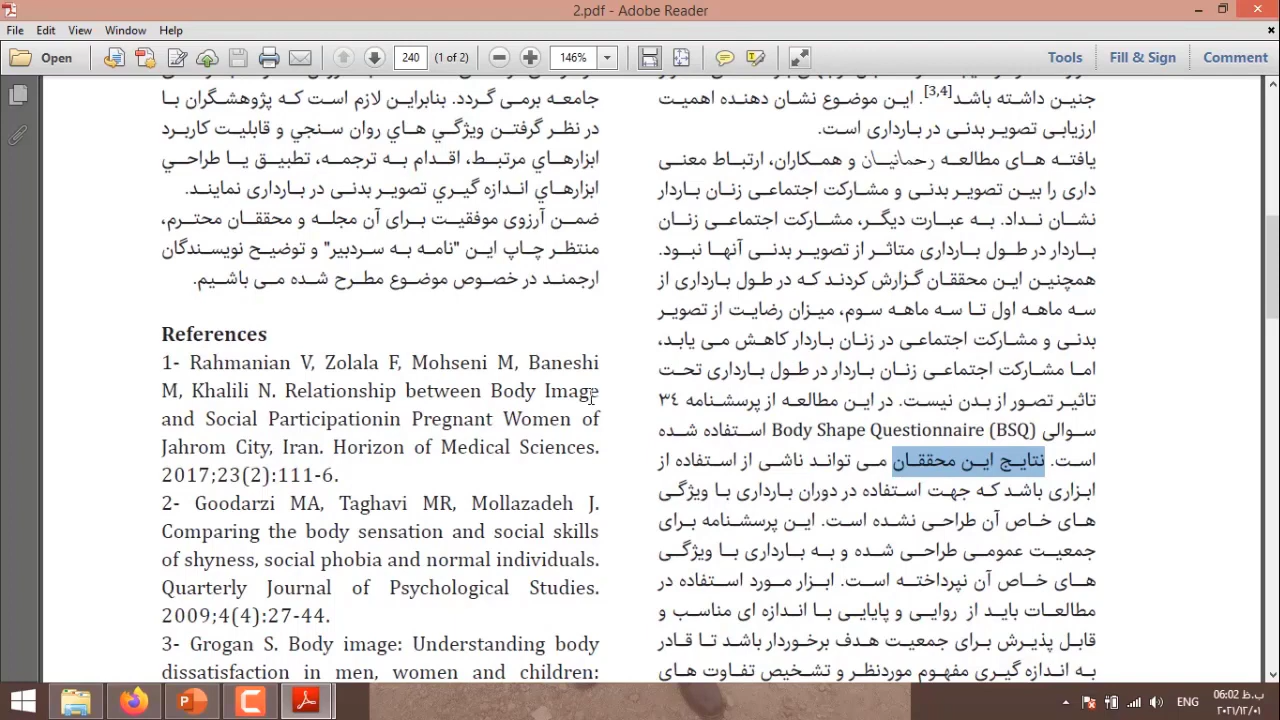 2.pdf - Adobe Reader
File Edit View Window Help
Open 240 (1 of 2) 146% Tools Fill & Sign Comment
جنین داشته باشد[3,4]. این موضوع نشان دهنده اهمیت
ارزیابی تصویر بدنی در بارداری است.
یافته های مطالعه رحمانیان و همکاران، ارتباط معنی
داری را بین تصویر بدنی و مشارکت اجتماعی زنان باردار
نشان نداد. به عبارت دیگر، مشارکت اجتماعی زنان
باردار در طول بارداری متاثر از تصویر بدنی آنها نبود.
همچنین این محققان گزارش کردند که در طول بارداری از
سه ماهه اول تا سه ماهه سوم، میزان رضایت از تصویر
بدنی و مشارکت اجتماعی در زنان باردار کاهش می یابد،
اما مشارکت اجتماعی زنان باردار در طول بارداری تحت
تاثیر تصور از بدن نیست. در این مطالعه از پرسشنامه ۳٤
سوالی Body Shape Questionnaire (BSQ) استفاده شده
است. نتایج این محققان می تواند ناشی از استفاده از
ابزاری باشد که جهت استفاده در دوران بارداری با ویژگی
های خاص آن طراحی نشده است. این پرسشنامه برای
جمعیت عمومی طراحی شده و به بارداری با ویژگی
های خاص آن نپرداخته است. ابزار مورد استفاده در
مطالعات باید از روایی و پایایی با اندازه ای مناسب و
قابل پذیرش برای جمعیت هدف برخوردار باشد تا قادر
به اندازه گیری مفهوم موردنظر و تشخیص تفاوت های
جامعه برمی گردد. بنابراین لازم است که پژوهشگران با
در نظر گرفتن ویژگي هاي روان سنجي و قابلیت کاربرد
ابزارهاي مرتبط، اقدام به ترجمه، تطبیق یا طراحي
ابزارهاي اندازه گیري تصویر بدنی در بارداری نمایند.
ضمن آرزوی موفقیت برای آن مجله و محققان محترم،
منتظر چاپ این "نامه به سردبیر" و توضیح نویسندگان
ارجمند در خصوص موضوع مطرح شده می باشیم.
References
1- Rahmanian V, Zolala F, Mohseni M, Baneshi
M, Khalili N. Relationship between Body Image
and Social Participationin Pregnant Women of
Jahrom City, Iran. Horizon of Medical Sciences.
2017;23(2):111-6.
2- Goodarzi MA, Taghavi MR, Mollazadeh J.
Comparing the body sensation and social skills
of shyness, social phobia and normal individuals.
Quarterly Journal of Psychological Studies.
2009;4(4):27-44.
3- Grogan S. Body image: Understanding body
dissatisfaction in men, women and children:
ENG
06:02 ب.ظ
۲۰۲۱/۱۲/۰۱